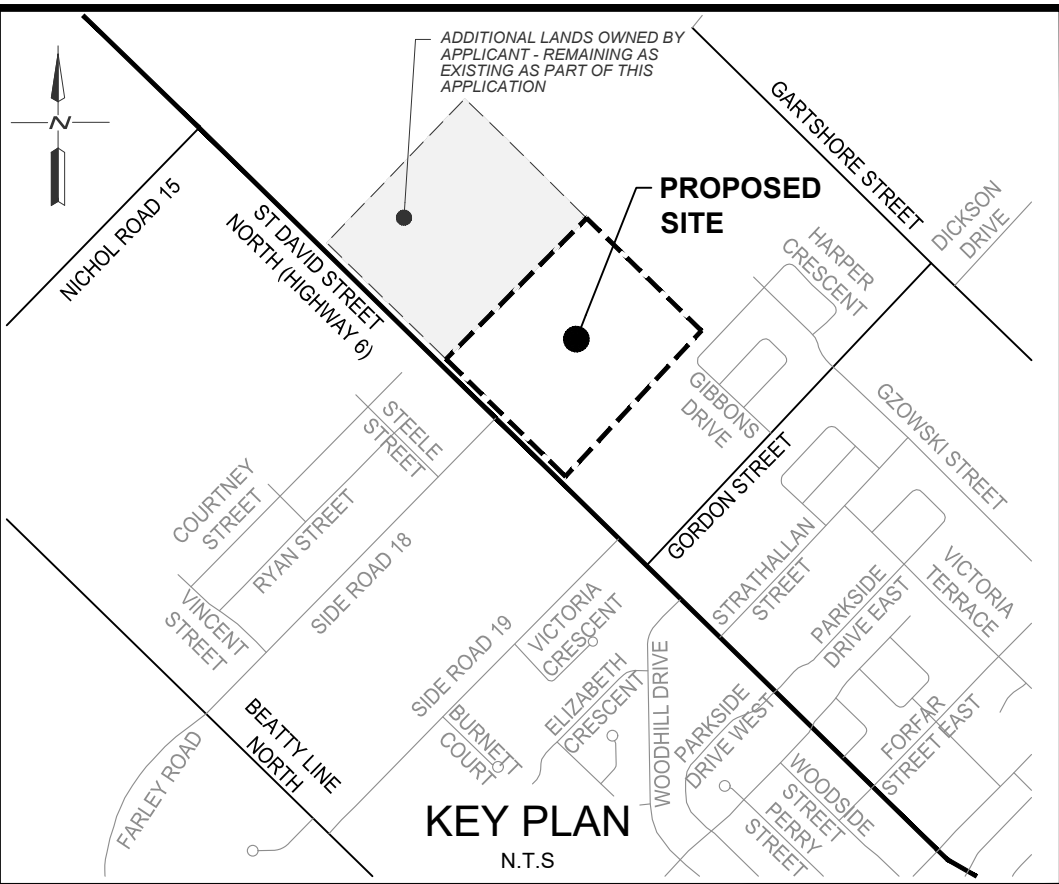 ADDITIONAL LANDS OWNED BY
APPLICANT - REMAINING AS
EXISTING AS PART OF THIS
APPLICATION
N
NICHOL ROAD 15
ST DAVID STREET
NORTH (HIGHWAY 6)
PROPOSED
SITE
GARTSHORE STREET
DICKSON
DRIVE
HARPER
CRESCENT
GIBBONS
DRIVE
GZOWSKI STREET
GORDON STREET
STEELE
STREET
COURTNEY
STREET
RYAN STREET
VINCENT
STREET
SIDE ROAD 18
SIDE ROAD 19
VICTORIA
CRESCENT
STRATHALLAN
STREET
PARKSIDE
DRIVE EAST
VICTORIA
TERRACE
BEATTY LINE
NORTH
FARLEY ROAD
BURNETT
COURT
ELIZABETH
CRESCENT
WOODHILL DRIVE
PARKSIDE
DRIVE WEST
FORFAR
STREET EAST
WOODSIDE
STREET
PERRY
STREET
KEY PLAN
N.T.S